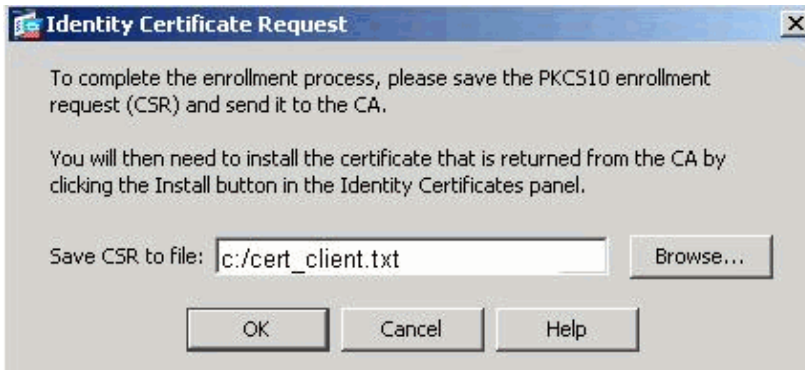 Identity Certificate Request
To complete the enrollment process, please save the PKCS10 enrollment
request (CSR) and send it to the CA.
You will then need to install the certificate that is returned from the CA by
clicking the Install button in the Identity Certificates panel.
Save CSR to file: c:/cert_client.txt Browse...
OK Cancel Help